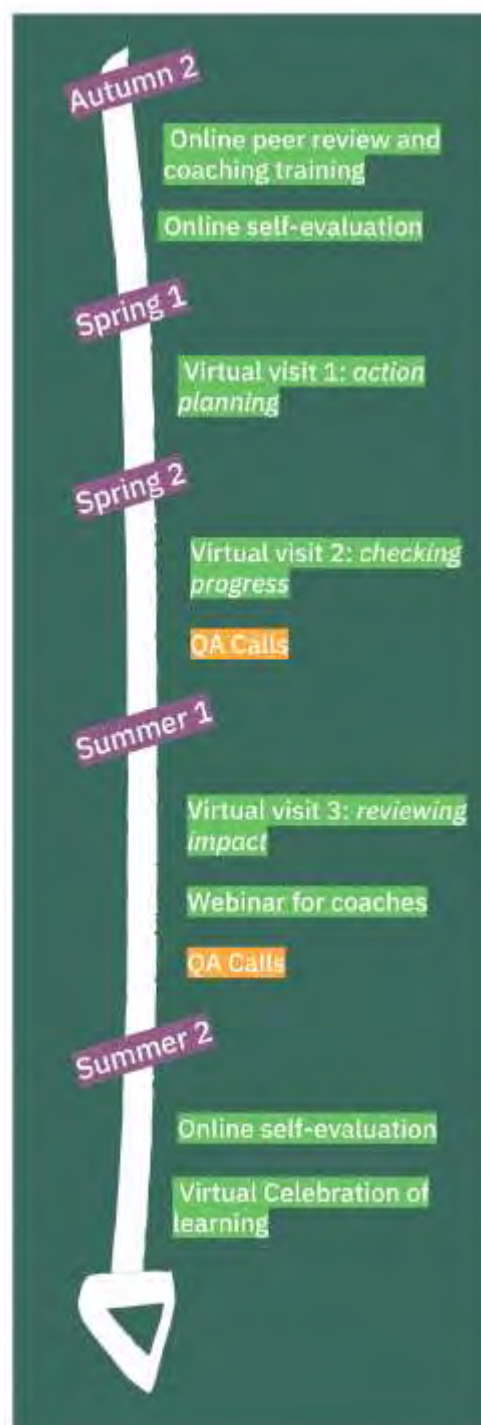 Autumn 2
Online peer review and
coaching training
Online self-evaluation
Spring 1
Virtual visit 1: action
planning
Spring 2
Virtual visit 2: checking
progress
QA Calls
Summer 1
Virtual visit 3: reviewing
impact
Webinar for coaches
QA Calls
Summer 2
Online self-evaluation
Virtual Celebration of
learning